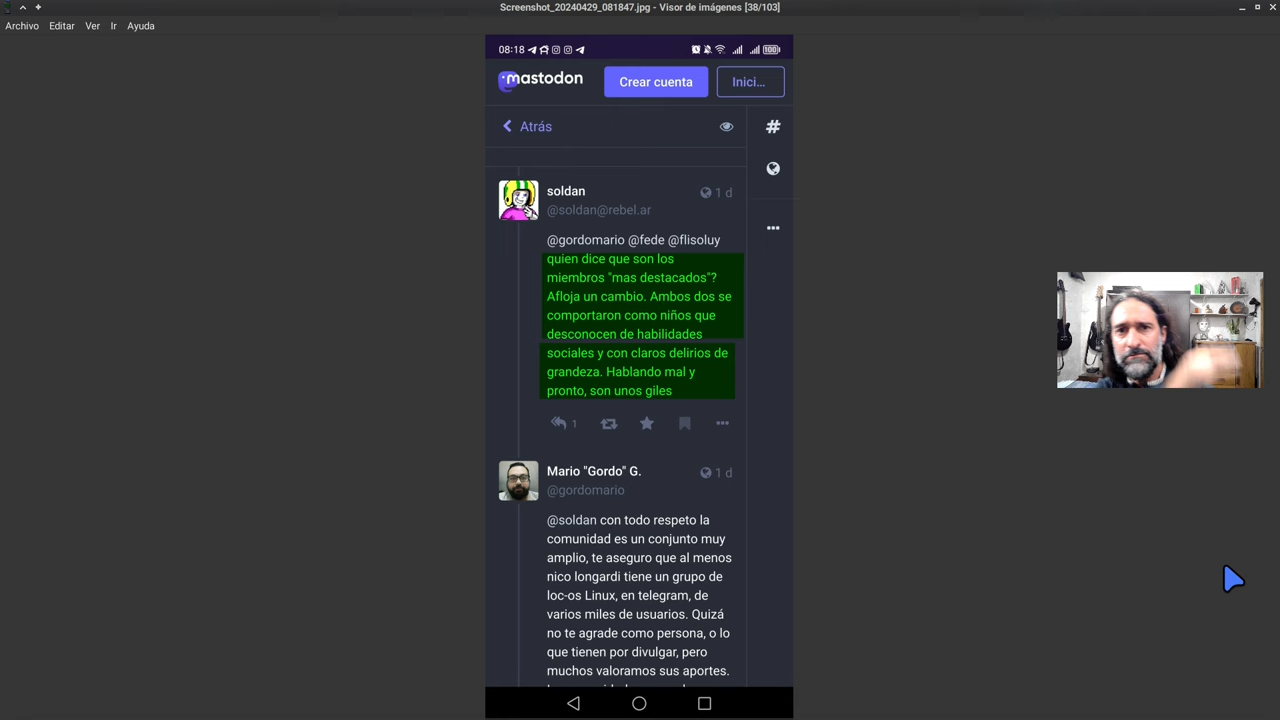 Screenshot_20240429_081847.jpg - Visor de imágenes [38/103]
Archivo Editar Ver Ir Ayuda
08:18 100
mastodon Crear cuenta Inici...
Atrás
soldan 1 d
@soldan@rebel.ar
@gordomario @fede @flisoluy
quien dice que son los
miembros "mas destacados"?
Afloja un cambio. Ambos dos se
comportaron como niños que
desconocen de habilidades
sociales y con claros delirios de
grandeza. Hablando mal y
pronto, son unos giles
1
Mario "Gordo" G. 1 d
@gordomario
@soldan con todo respeto la
comunidad es un conjunto muy
amplio, te aseguro que al menos
nico longardi tiene un grupo de
loc-os Linux, en telegram, de
varios miles de usuarios. Quizá
no te agrade como persona, o lo
que tienen por divulgar, pero
muchos valoramos sus aportes.